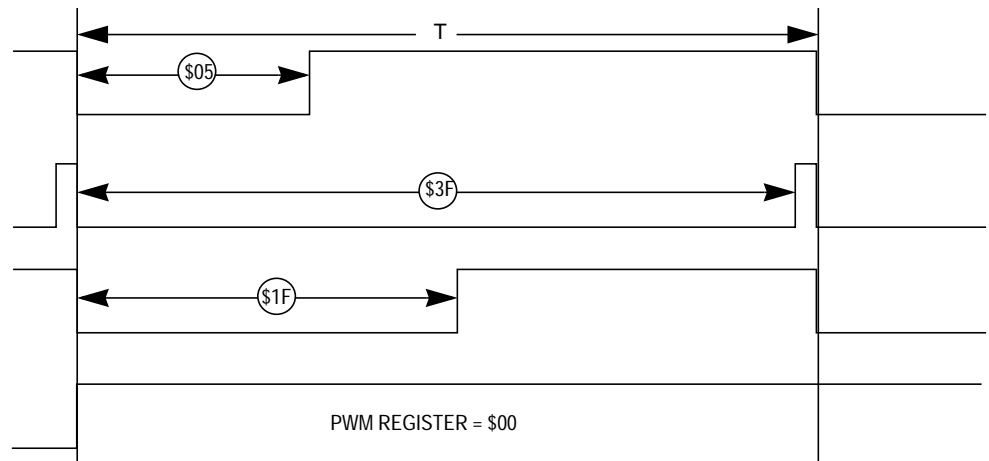 T
$05
$3F
$1F
PWM REGISTER = $00